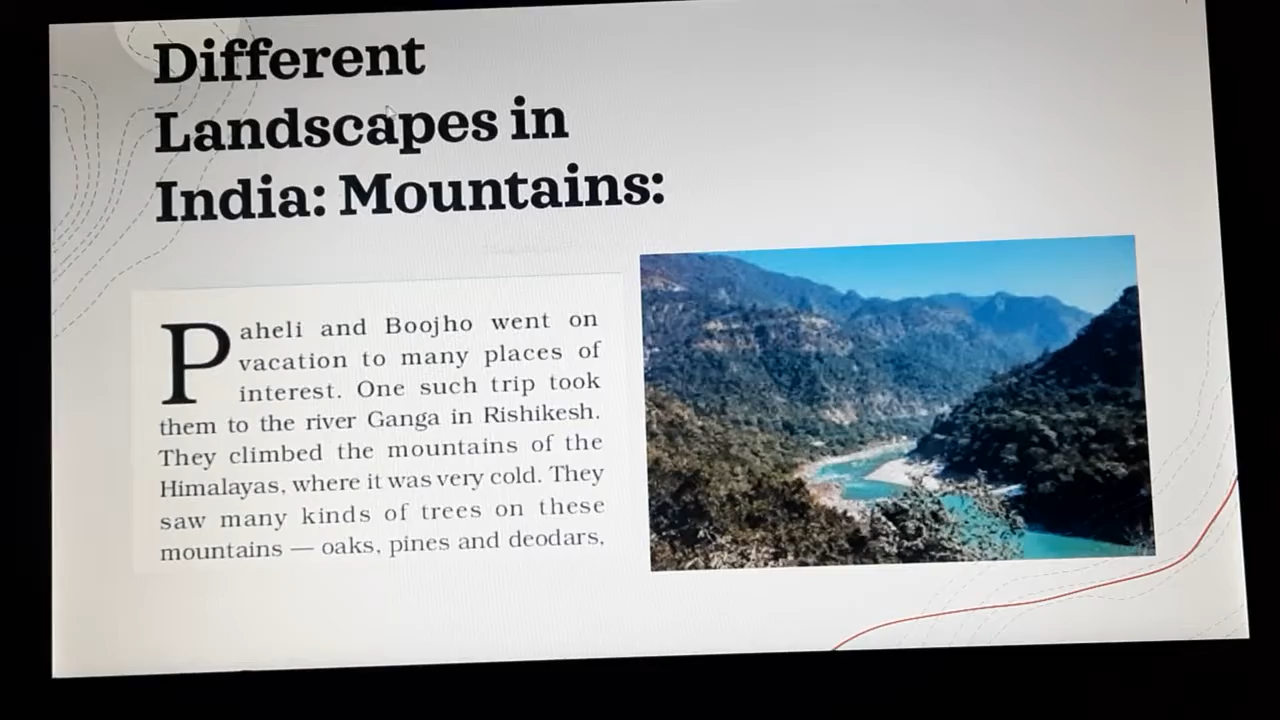 Different
Landscapes in
India: Mountains:
Paheli and Boojho went on
vacation to many places of
interest. One such trip took
them to the river Ganga in Rishikesh.
They climbed the mountains of the
Himalayas, where it was very cold. They
saw many kinds of trees on these
mountains — oaks, pines and deodars,